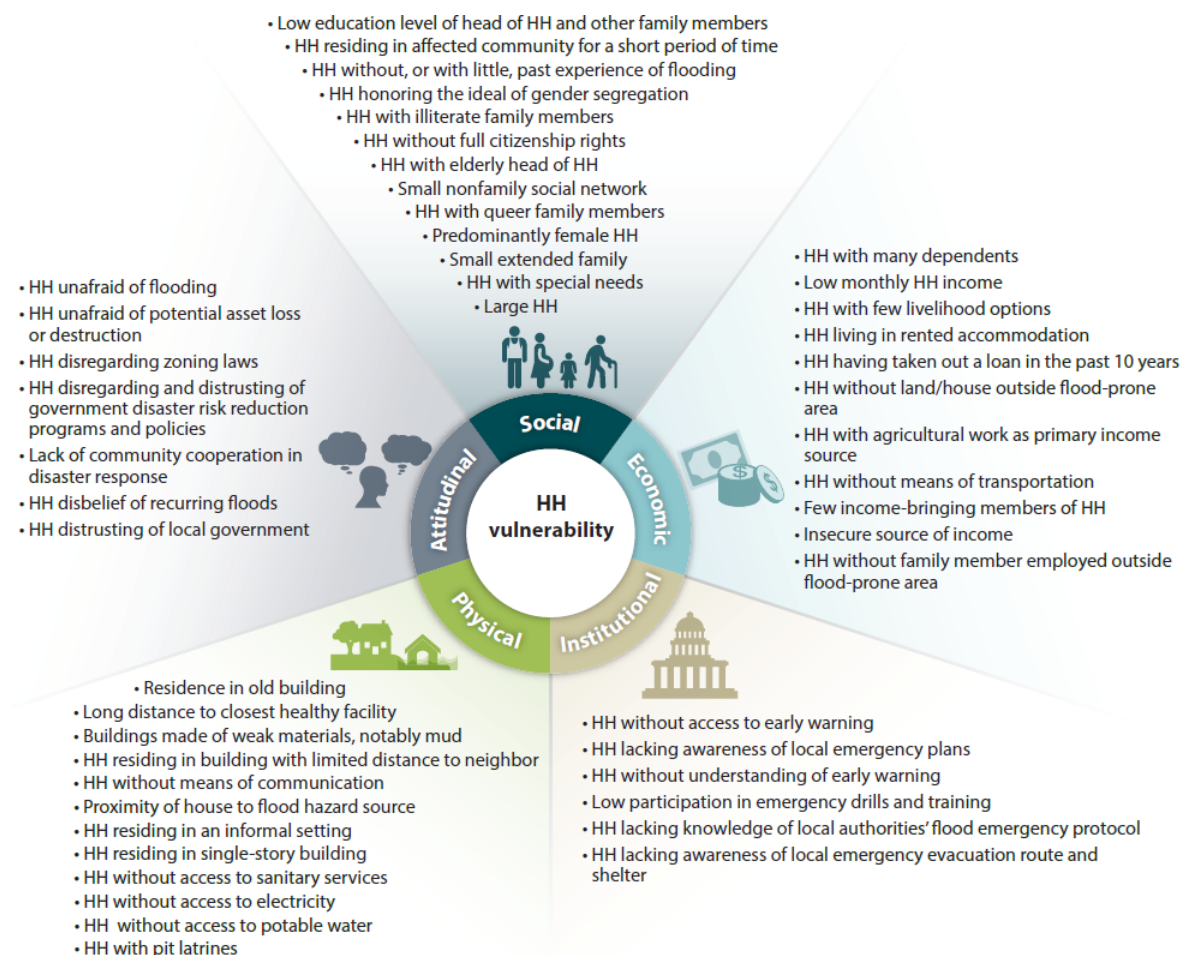 • Low education level of head of HH and other family members
• HH residing in affected community for a short period of time
• HH without, or with little, past experience of flooding
• HH honoring the ideal of gender segregation
• HH with illiterate family members
• HH without full citizenship rights
• HH with elderly head of HH
• Small nonfamily social network
• HH with queer family members
• Predominantly female HH
• Small extended family
• HH with special needs
• Large HH
• HH unafraid of flooding
• HH unafraid of potential asset loss
or destruction
• HH disregarding zoning laws
• HH disregarding and distrusting of
government disaster risk reduction
programs and policies
• Lack of community cooperation in
disaster response
• HH disbelief of recurring floods
• HH distrusting of local government
• HH with many dependents
• Low monthly HH income
• HH with few livelihood options
• HH living in rented accommodation
• HH having taken out a loan in the past 10 years
• HH without land/house outside flood-prone
area
• HH with agricultural work as primary income
source
• HH without means of transportation
• Few income-bringing members of HH
• Insecure source of income
• HH without family member employed outside
flood-prone area
Social
Attitudinal
Economic
HH
vulnerability
Physical
Institutional
$
$
• Residence in old building
• Long distance to closest healthy facility
• Buildings made of weak materials, notably mud
• HH residing in building with limited distance to neighbor
• HH without means of communication
• Proximity of house to flood hazard source
• HH residing in an informal setting
• HH residing in single-story building
• HH without access to sanitary services
• HH without access to electricity
• HH without access to potable water
• HH with pit latrines
• HH without access to early warning
• HH lacking awareness of local emergency plans
• HH without understanding of early warning
• Low participation in emergency drills and training
• HH lacking knowledge of local authorities' flood emergency protocol
• HH lacking awareness of local emergency evacuation route and
shelter